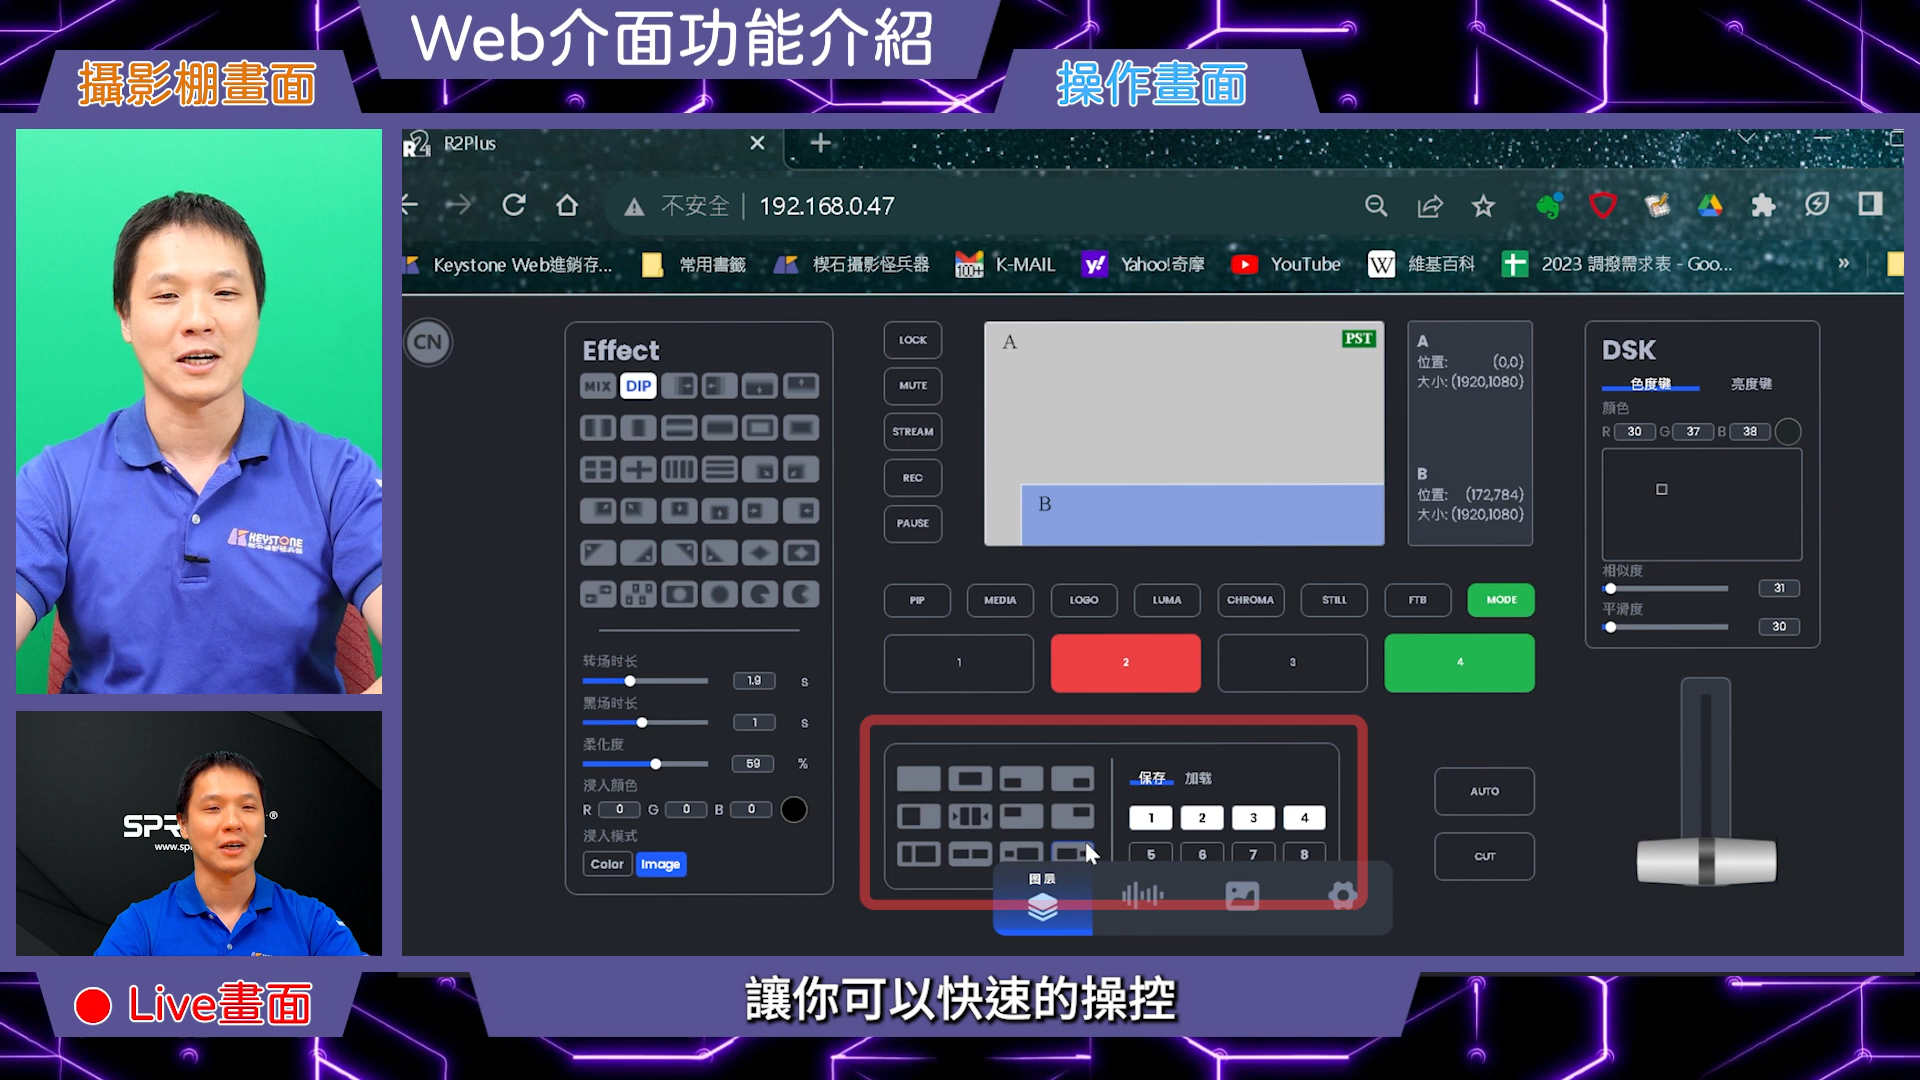 Web介面功能介紹
攝影棚畫面
操作畫面
R2Plus
不安全
192.168.0.47
Keystone Web進銷存...
常用書籤
楔石攝影怪兵器
100+
K-MAIL
Yahoo!奇摩
YouTube
W
維基百科
2023 調撥需求表 - Goo...
»
CN
Effect
MIX
DIP
转场时长
1.9
s
黑场时长
1
s
柔化度
59
%
浸入颜色
R 0 G 0 B 0
浸入模式
Color
Image
LOCK
MUTE
STREAM
REC
PAUSE
A
PST
B
A
位置: (0,0)
大小: (1920,1080)
B
位置: (172,784)
大小: (1920,1080)
PIP
MEDIA
LOGO
LUMA
CHROMA
STILL
FTB
MODE
1
2
3
4
保存
加载
1
2
3
4
5
6
7
8
图层
AUTO
CUT
DSK
色度键
亮度键
颜色
R 30 G 37 B 38
相似度
31
平滑度
30
KEYSTONE
SPR
®
www.sp
Live畫面
讓你可以快速的操控